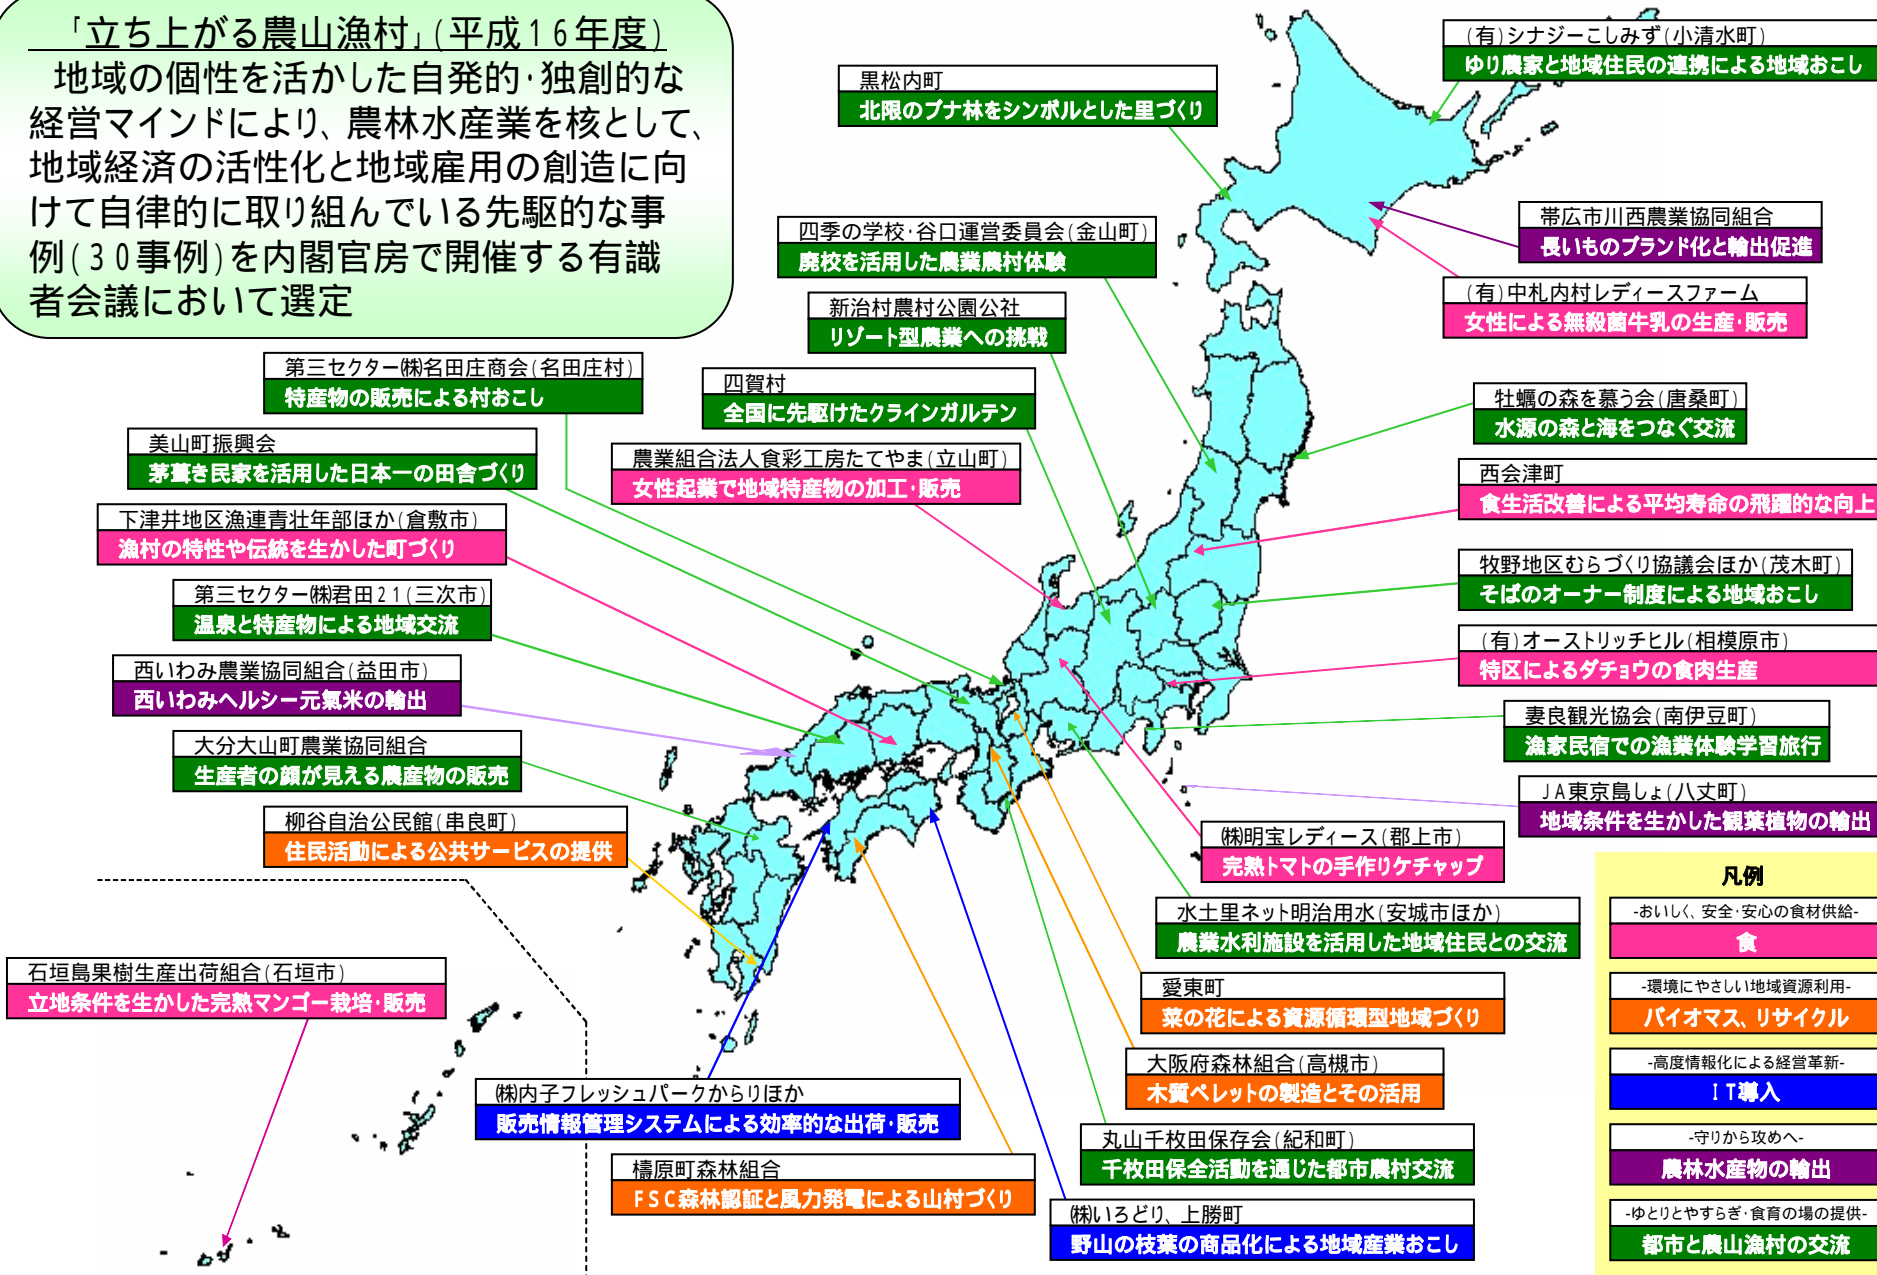 「立ち上がる農山漁村」(平成16年度)
地域の個性を活かした自発的・独創的な
経営マインドにより、農林水産業を核として、
地域経済の活性化と地域雇用の創造に向
けて自律的に取り組んでいる先駆的な事
例(30事例)を内閣官房で開催する有識
者会議において選定
(有)シナジーこしみず(小清水町)
ゆり農家と地域住民の連携による地域おこし
黒松内町
北限のブナ林をシンボルとした里づくり
帯広市川西農業協同組合
長いものブランド化と輸出促進
四季の学校・谷口運営委員会(金山町)
廃校を活用した農業農村体験
(有)中札内村レディースファーム
女性による無殺菌牛乳の生産・販売
新治村農村公園公社
リゾート型農業への挑戦
第三セクター㈱名田庄商会(名田庄村)
特産物の販売による村おこし
四賀村
全国に先駆けたクラインガルテン
牡蠣の森を慕う会(唐桑町)
水源の森と海をつなぐ交流
美山町振興会
茅葺き民家を活用した日本一の田舎づくり
農業組合法人食彩工房たてやま(立山町)
女性起業で地域特産物の加工・販売
西会津町
食生活改善による平均寿命の飛躍的な向上
下津井地区漁連青壮年部ほか(倉敷市)
漁村の特性や伝統を生かした町づくり
牧野地区むらづくり協議会ほか(茂木町)
そばのオーナー制度による地域おこし
第三セクター㈱君田21(三次市)
温泉と特産物による地域交流
(有)オーストリッチヒル(相模原市)
特区によるダチョウの食肉生産
西いわみ農業協同組合(益田市)
西いわみヘルシー元氣米の輸出
妻良観光協会(南伊豆町)
漁家民宿での漁業体験学習旅行
大分大山町農業協同組合
生産者の顔が見える農産物の販売
JA東京島しょ(八丈町)
地域条件を生かした観葉植物の輸出
柳谷自治公民館(串良町)
住民活動による公共サービスの提供
㈱明宝レディース(郡上市)
完熟トマトの手作りケチャップ
水土里ネット明治用水(安城市ほか)
農業水利施設を活用した地域住民との交流
石垣島果樹生産出荷組合(石垣市)
立地条件を生かした完熟マンゴー栽培・販売
愛東町
菜の花による資源循環型地域づくり
大阪府森林組合(高槻市)
木質ペレットの製造とその活用
㈱内子フレッシュパークからりほか
販売情報管理システムによる効率的な出荷・販売
丸山千枚田保存会(紀和町)
千枚田保全活動を通じた都市農村交流
檮原町森林組合
FSC森林認証と風力発電による山村づくり
㈱いろどり、上勝町
野山の枝葉の商品化による地域産業おこし
凡例
-おいしく、安全・安心の食材供給-
食
-環境にやさしい地域資源利用-
バイオマス、リサイクル
-高度情報化による経営革新-
IT導入
-守りから攻めへ-
農林水産物の輸出
-ゆとりとやすらぎ・食育の場の提供-
都市と農山漁村の交流